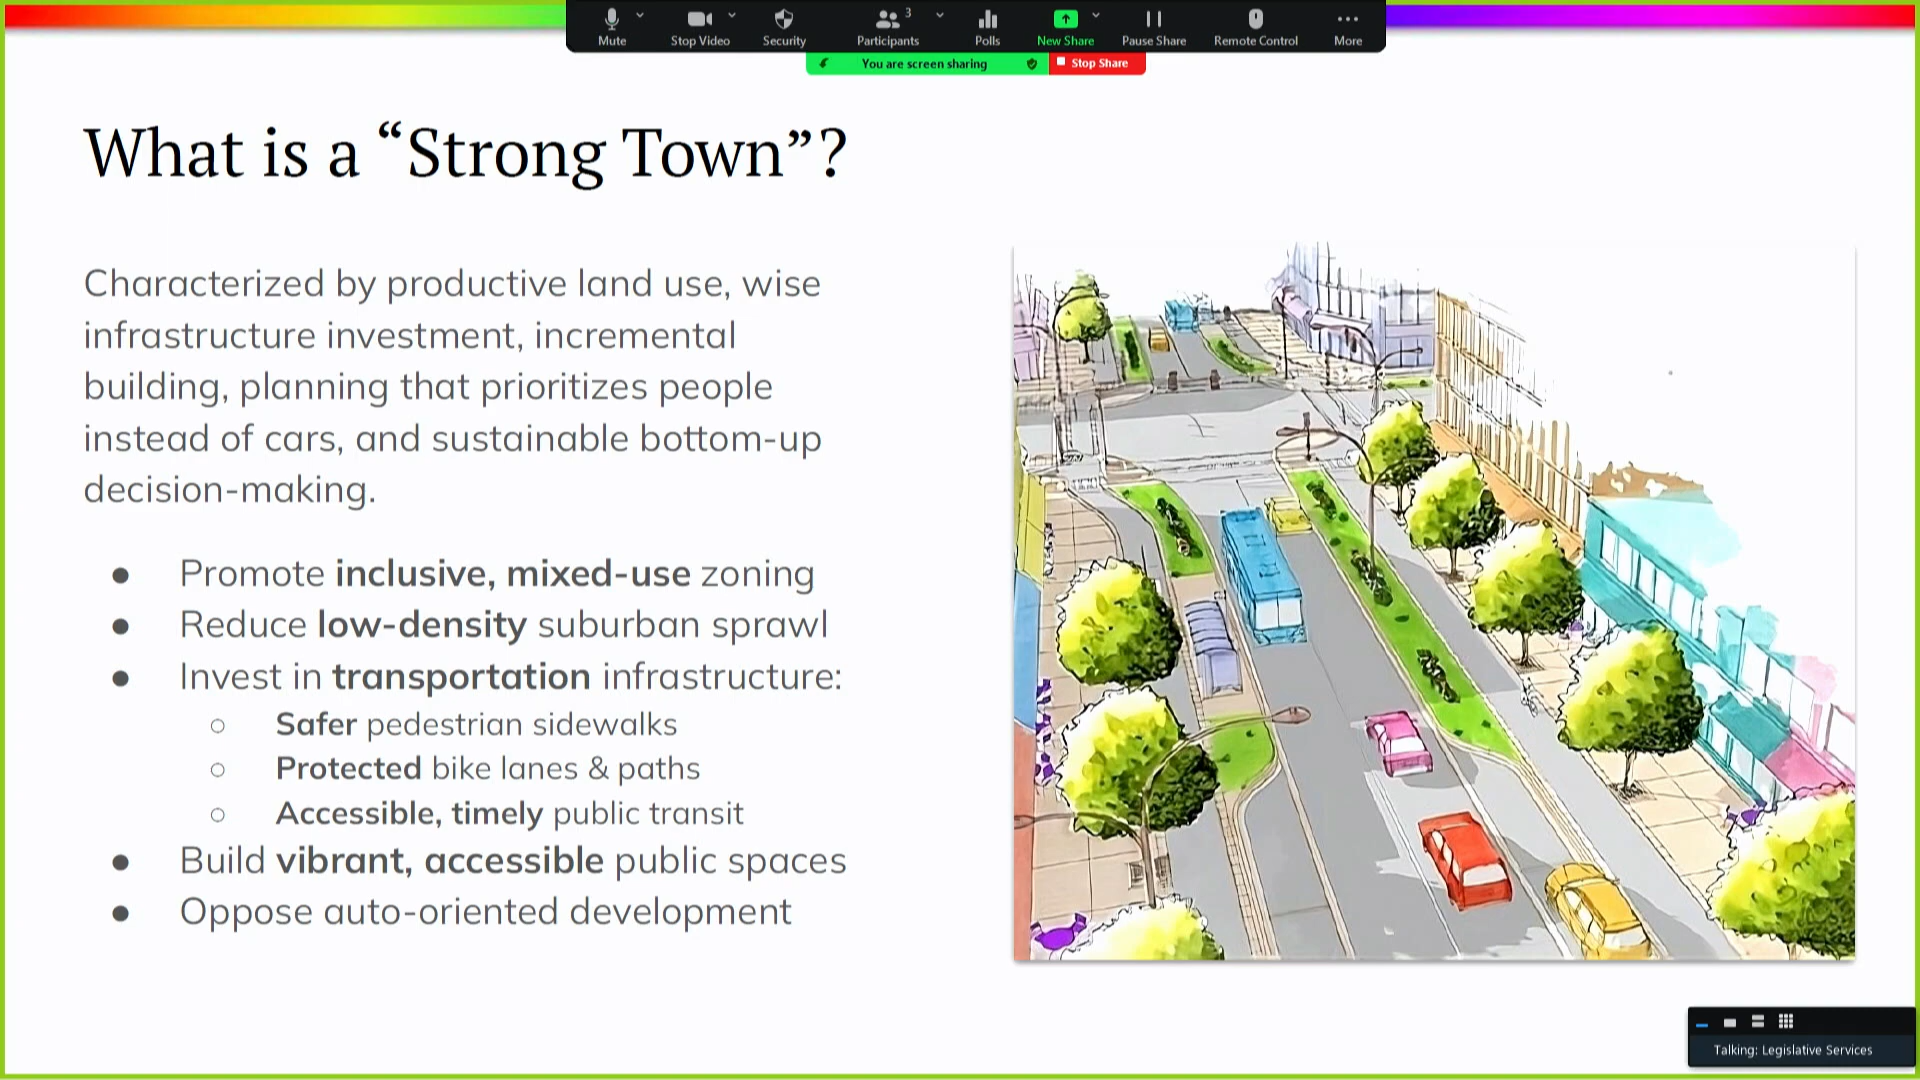 Mute
Stop Video
Security
Participants
3
Polls
New Share
Pause Share
Remote Control
More
You are screen sharing
Stop Share
What is a “Strong Town”?
Characterized by productive land use, wise
infrastructure investment, incremental
building, planning that prioritizes people
instead of cars, and sustainable bottom-up
decision-making.
● Promote inclusive, mixed-use zoning
● Reduce low-density suburban sprawl
● Invest in transportation infrastructure:
○ Safer pedestrian sidewalks
○ Protected bike lanes & paths
○ Accessible, timely public transit
● Build vibrant, accessible public spaces
● Oppose auto-oriented development
Talking: Legislative Services